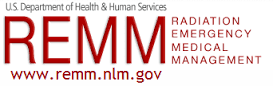 U.S. Department of Health & Human Services
REMM
RADIATION
EMERGENCY
MEDICAL
MANAGEMENT
www.remm.nlm.gov